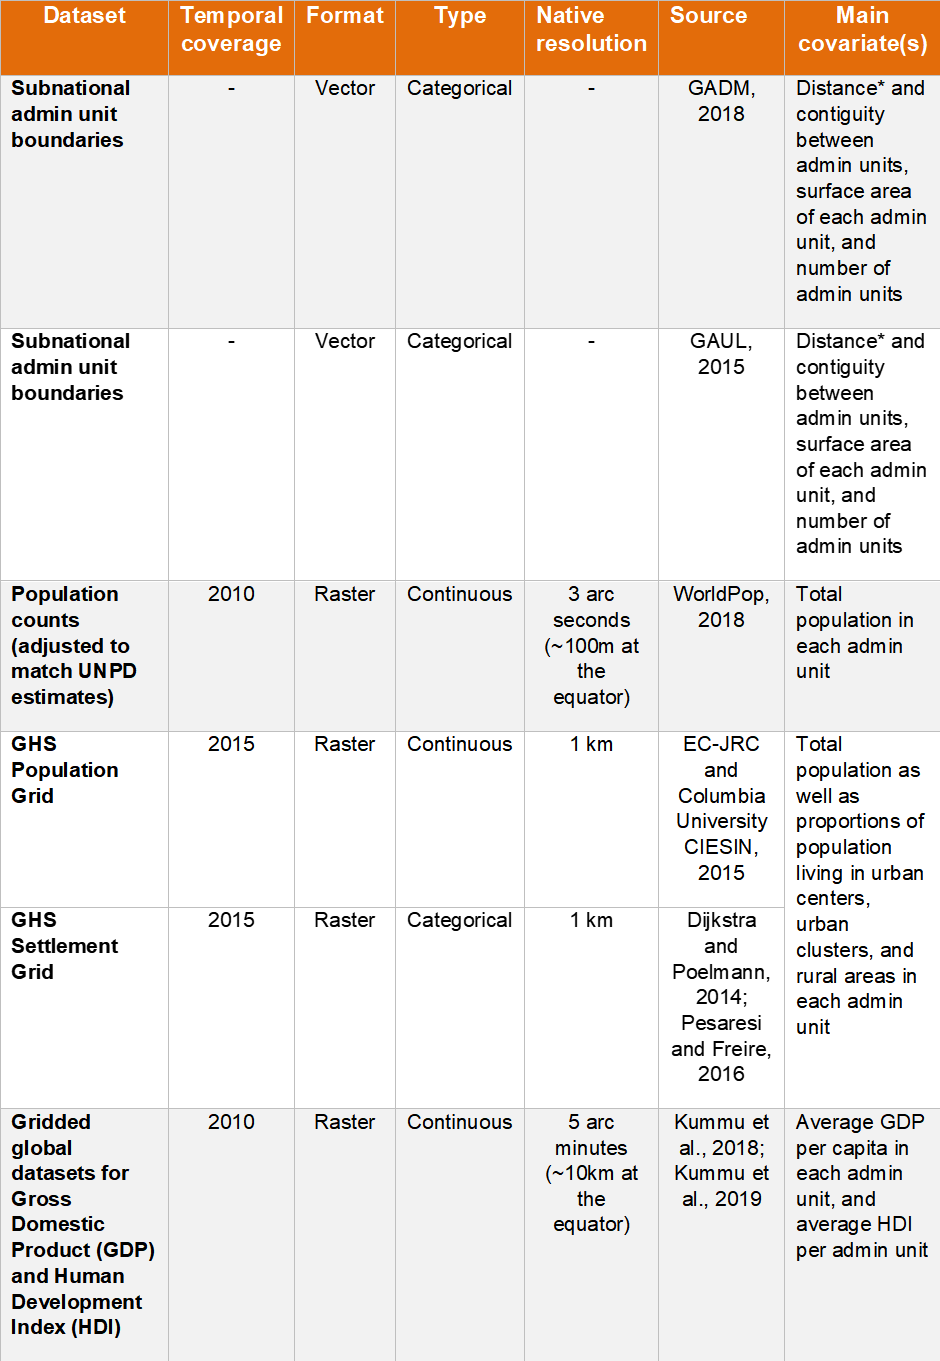 Dataset
Temporal
coverage
Format
Type
Native
resolution
Source
Main
covariate(s)
Subnational
admin unit
boundaries
-
Vector
Categorical
-
GADM,
2018
Distance* and
contiguity
between
admin units,
surface area
of each admin
unit, and
number of
admin units
Subnational
admin unit
boundaries
-
Vector
Categorical
-
GAUL,
2015
Distance* and
contiguity
between
admin units,
surface area
of each admin
unit, and
number of
admin units
Population
counts
(adjusted to
match UNPD
estimates)
2010
Raster
Continuous
3 arc
seconds
(~100m at
the
equator)
WorldPop,
2018
Total
population in
each admin
unit
GHS
Population
Grid
2015
Raster
Continuous
1 km
EC-JRC
and
Columbia
University
CIESIN,
2015
Total
population as
well as
proportions of
population
living in urban
centers,
urban
clusters, and
rural areas in
each admin
unit
GHS
Settlement
Grid
2015
Raster
Categorical
1 km
Dijkstra
and
Poelmann,
2014;
Pesaresi
and Freire,
2016
Gridded
global
datasets for
Gross
Domestic
Product (GDP)
and Human
Development
Index (HDI)
2010
Raster
Continuous
5 arc
minutes
(~10km at
the
equator)
Kummu et
al., 2018;
Kummu et
al., 2019
Average GDP
per capita in
each admin
unit, and
average HDI
per admin unit